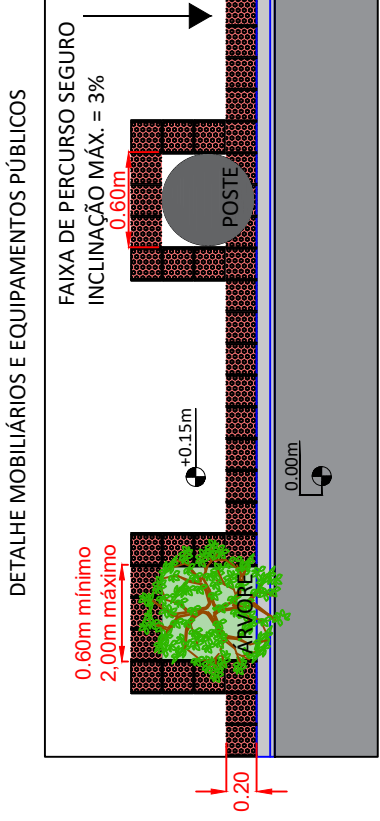 DETALHE MOBILIÁRIOS E EQUIPAMENTOS PÚBLICOS
FAIXA DE PERCURSO SEGURO
INCLINAÇÃO MÁX. = 3%
0.60m
POSTE
+0.15m
0.00m
0.60m mínimo
2,00m máximo
ÁRVORE
0.20